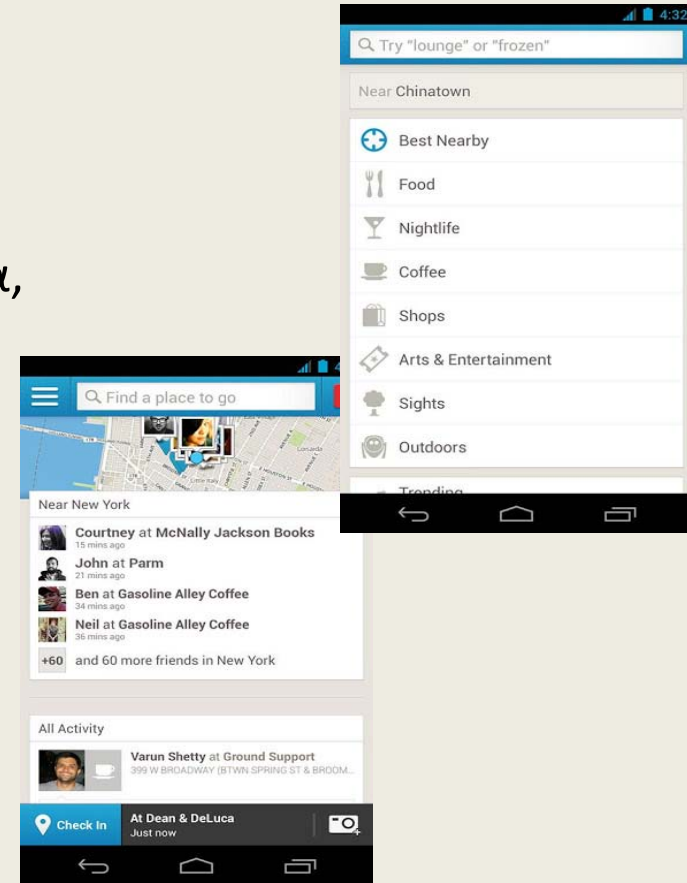 α,
4:32
Try "lounge" or "frozen"
Near Chinatown
Best Nearby
Food
Nightlife
Coffee
Shops
Arts & Entertainment
Sights
Outdoors
Trending
Find a place to go
Near New York
Courtney at McNally Jackson Books
15 mins ago
John at Parm
21 mins ago
Ben at Gasoline Alley Coffee
34 mins ago
Neil at Gasoline Alley Coffee
36 mins ago
+60 and 60 more friends in New York
All Activity
Varun Shetty at Ground Support
399 W BROADWAY (BTWN SPRING ST & BROOM...
Check In
At Dean & DeLuca
Just now